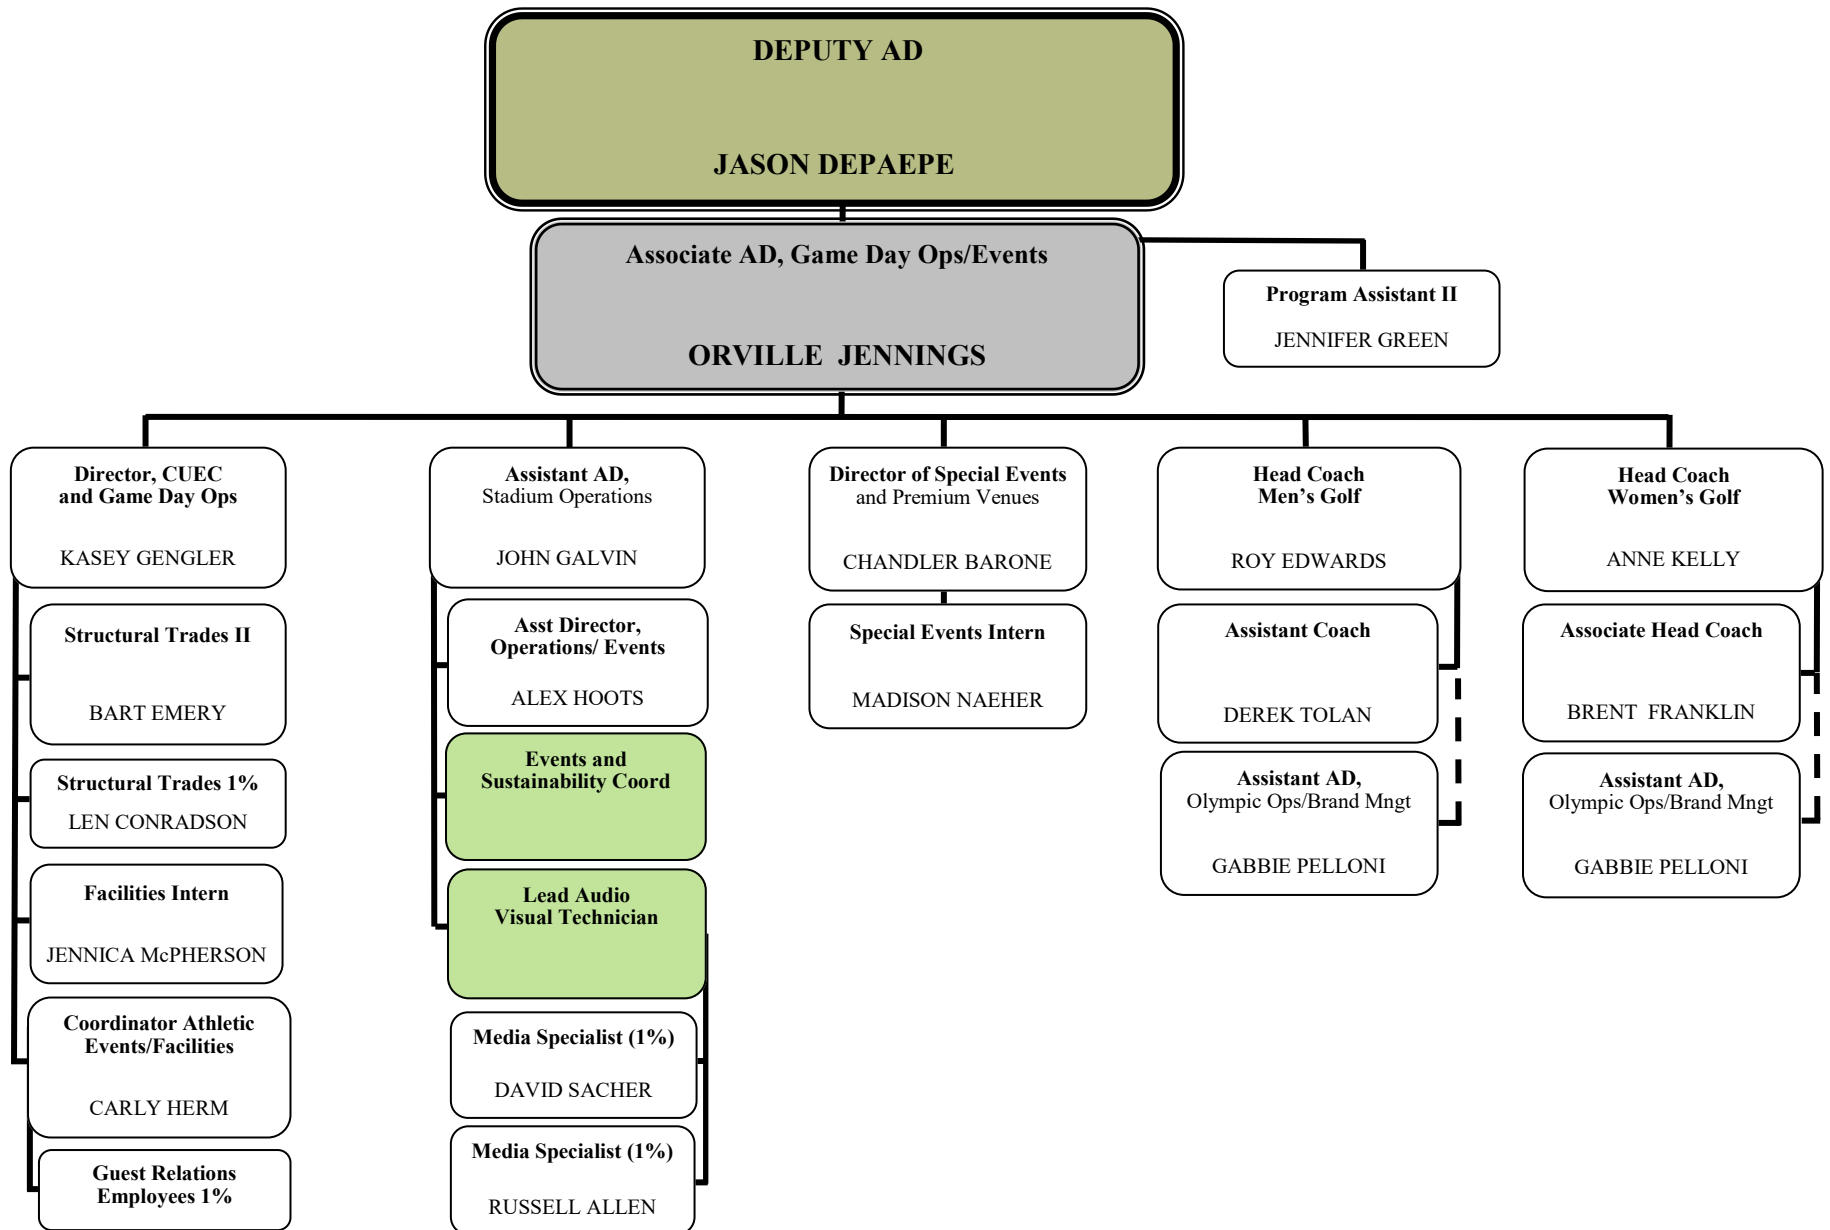 DEPUTY AD
JASON DEPAEPE
Associate AD, Game Day Ops/Events
ORVILLE  JENNINGS
Program Assistant II
JENNIFER GREEN
Director, CUEC
and Game Day Ops
KASEY GENGLER
Structural Trades II
BART EMERY
Structural Trades 1%
LEN CONRADSON
Facilities Intern
JENNICA McPHERSON
Coordinator Athletic
Events/Facilities
CARLY HERM
Guest Relations
Employees 1%
Assistant AD,
Stadium Operations
JOHN GALVIN
Asst Director,
Operations/ Events
ALEX HOOTS
Events and
Sustainability Coord
Lead Audio
Visual Technician
Media Specialist (1%)
DAVID SACHER
Media Specialist (1%)
RUSSELL ALLEN
Director of Special Events
and Premium Venues
CHANDLER BARONE
Special Events Intern
MADISON NAEHER
Head Coach
Men’s Golf
ROY EDWARDS
Assistant Coach
DEREK TOLAN
Assistant AD,
Olympic Ops/Brand Mngt
GABBIE PELLONI
Head Coach
Women’s Golf
ANNE KELLY
Associate Head Coach
BRENT  FRANKLIN
Assistant AD,
Olympic Ops/Brand Mngt
GABBIE PELLONI